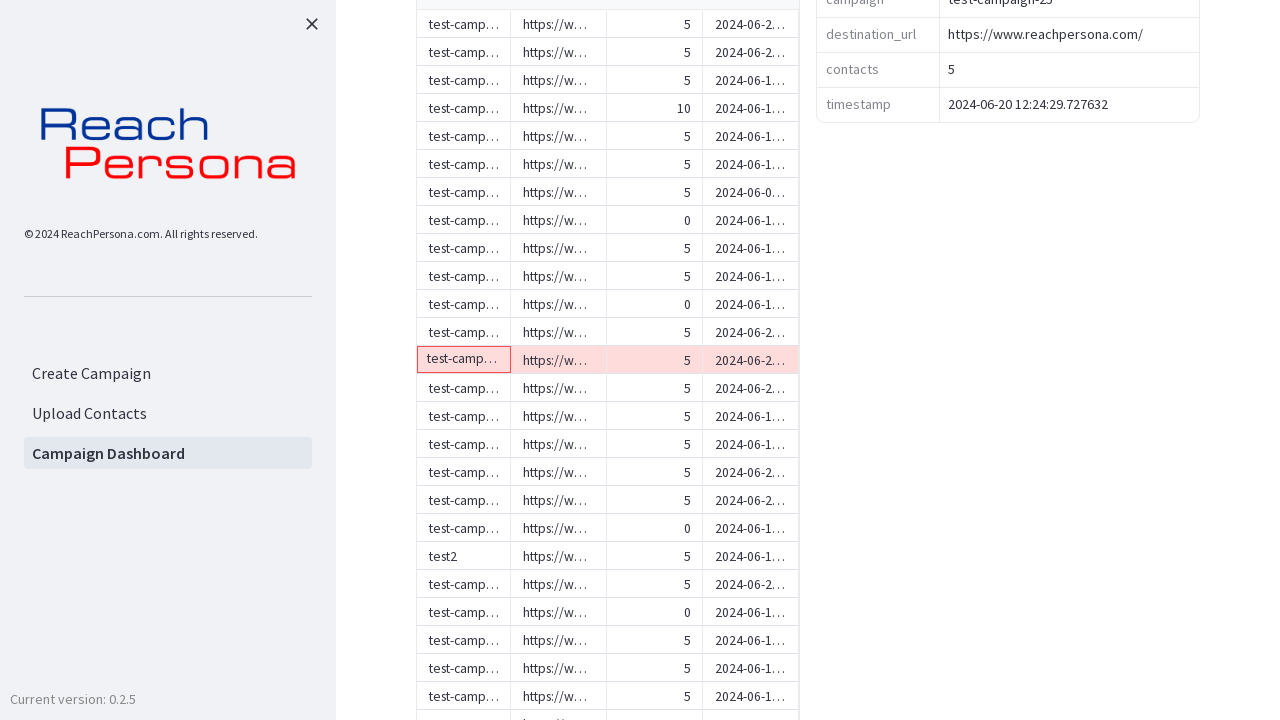 Reach
Persona
© 2024 ReachPersona.com. All rights reserved.
Create Campaign
Upload Contacts
Campaign Dashboard
Current version: 0.2.5
test-camp… https://w… 5 2024-06-2…
test-camp… https://w… 5 2024-06-2…
test-camp… https://w… 5 2024-06-1…
test-camp… https://w… 10 2024-06-1…
test-camp… https://w… 5 2024-06-1…
test-camp… https://w… 5 2024-06-1…
test-camp… https://w… 5 2024-06-0…
test-camp… https://w… 0 2024-06-1…
test-camp… https://w… 5 2024-06-1…
test-camp… https://w… 5 2024-06-1…
test-camp… https://w… 0 2024-06-1…
test-camp… https://w… 5 2024-06-2…
test-camp… https://w… 5 2024-06-2…
test-camp… https://w… 5 2024-06-2…
test-camp… https://w… 5 2024-06-1…
test-camp… https://w… 5 2024-06-1…
test-camp… https://w… 5 2024-06-2…
test-camp… https://w… 5 2024-06-2…
test-camp… https://w… 0 2024-06-1…
test2 https://w… 5 2024-06-1…
test-camp… https://w… 5 2024-06-2…
test-camp… https://w… 0 2024-06-1…
test-camp… https://w… 5 2024-06-1…
test-camp… https://w… 5 2024-06-1…
test-camp… https://w… 5 2024-06-1…
campaign test-campaign-25
destination_url https://www.reachpersona.com/
contacts 5
timestamp 2024-06-20 12:24:29.727632